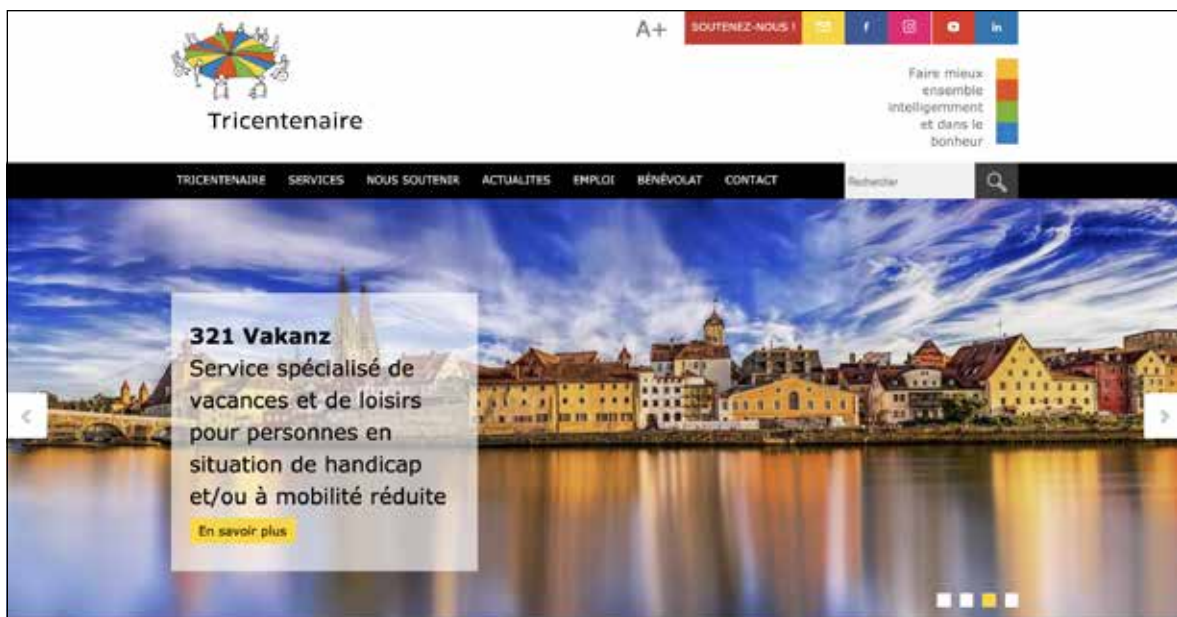 A+
SOUTENEZ-NOUS !
f
in
Tricentenaire
Faire mieux
ensemble
intelligemment
et dans le
bonheur
TRICENTENAIRE SERVICES NOUS SOUTENIR ACTUALITES EMPLOI BÉNÉVOLAT CONTACT
Rechercher
321 Vakanz
Service spécialisé de
vacances et de loisirs
pour personnes en
situation de handicap
et/ou à mobilité réduite
En savoir plus